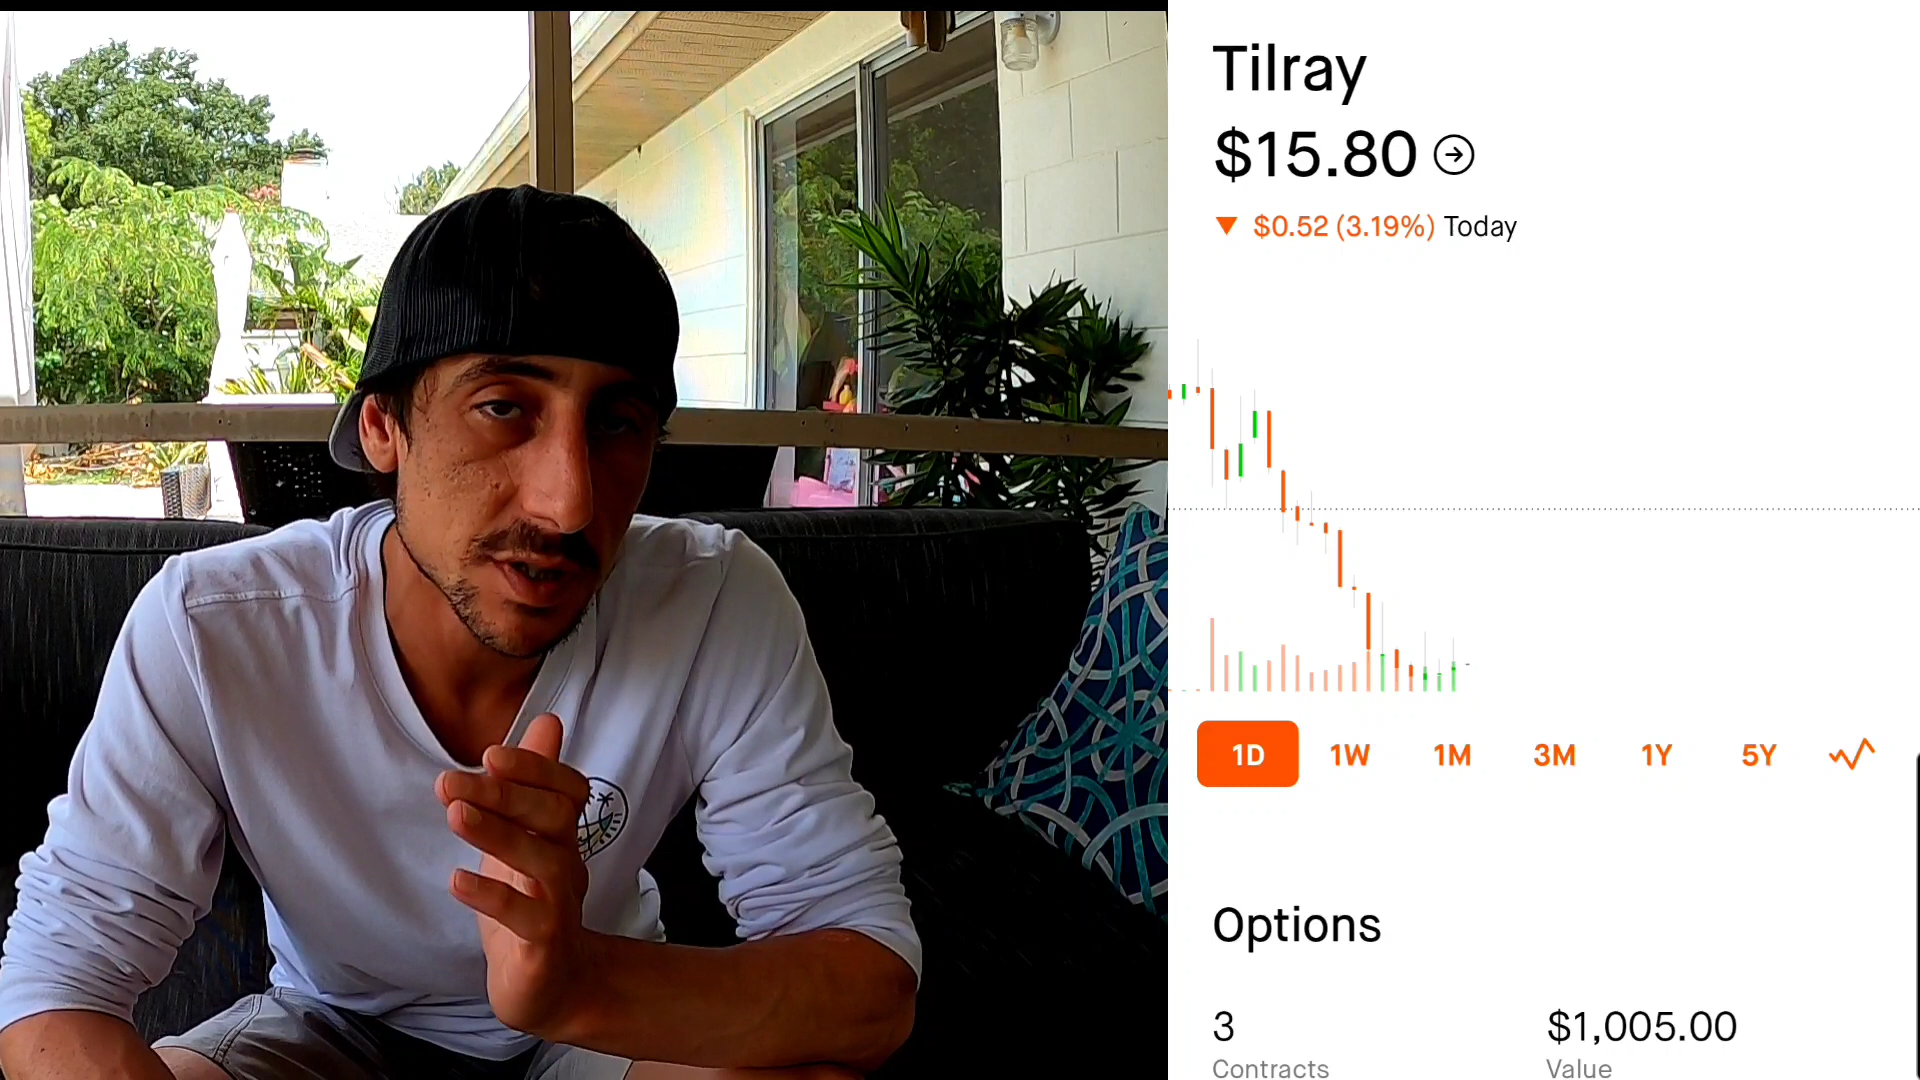 Tilray
$15.80
$0.52 (3.19%) Today
1D 1W 1M 3M 1Y 5Y
Options
3 $1,005.00
Contracts Value